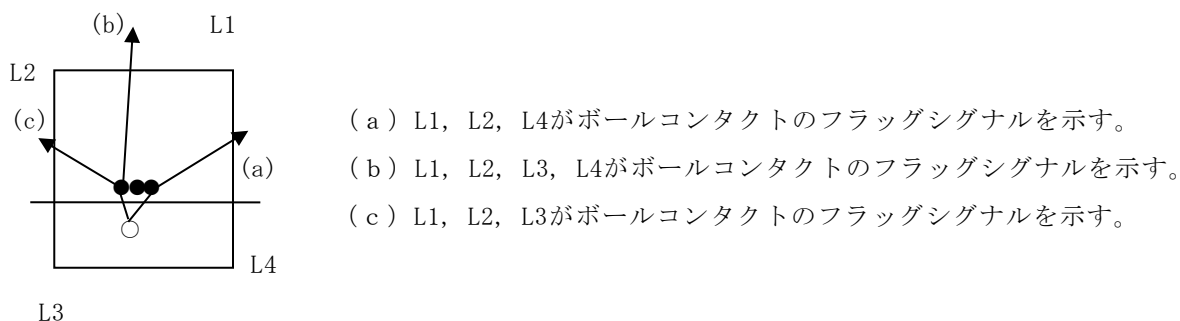 (b) L1
L2
(c)
(a)
L4
L3
(a) L1, L2, L4がボールコンタクトのフラッグシグナルを示す。
(b) L1, L2, L3, L4がボールコンタクトのフラッグシグナルを示す。
(c) L1, L2, L3がボールコンタクトのフラッグシグナルを示す。